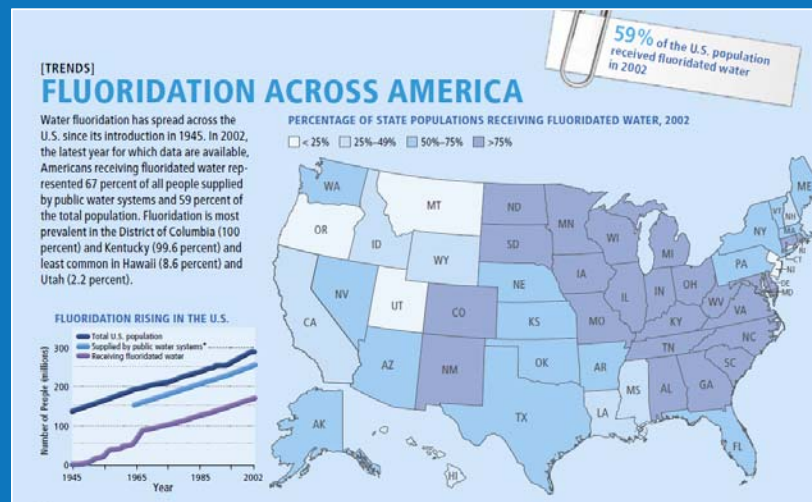 59% of the U.S. population
received fluoridated water
in 2002
[TRENDS]
FLUORIDATION ACROSS AMERICA
Water fluoridation has spread across the
U.S. since its introduction in 1945. In 2002,
the latest year for which data are available,
Americans receiving fluoridated water rep-
resented 67 percent of all people supplied
by public water systems and 59 percent of
the total population. Fluoridation is most
prevalent in the District of Columbia (100
percent) and Kentucky (99.6 percent) and
least common in Hawaii (8.6 percent) and
Utah (2.2 percent).
PERCENTAGE OF STATE POPULATIONS RECEIVING FLUORIDATED WATER, 2002
< 25% 25%–49% 50%–75% >75%
WA
MT
ND
MN
ME
VT
NH
OR
ID
SD
WI
MI
NY
MA
RI
CT
WY
IA
NE
PA
NJ
NV
UT
IL
IN
OH
DE
MD
CA
CO
KS
MO
WV
VA
KY
NC
TN
AZ
NM
OK
AR
SC
MS
AL
GA
TX
LA
AK
FL
HI
FLUORIDATION RISING IN THE U.S.
Total U.S. population
Supplied by public water systems*
Receiving fluoridated water
Number of People (millions)
300
200
100
0
1945 1965 1985 2002
Year